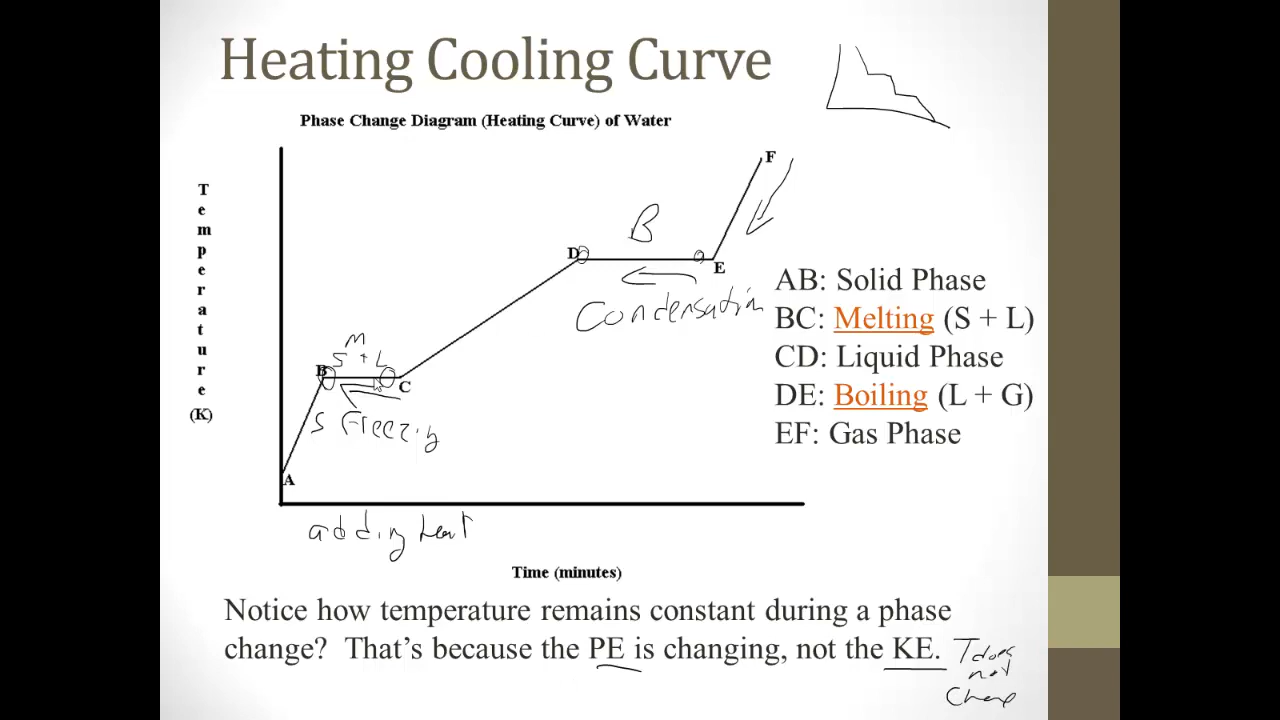 Heating Cooling Curve
Phase Change Diagram (Heating Curve) of Water
Temperature
(K)
F
B
D
E
Condensation
M
S + L
B
C
S Freezig
A
adding heat
Time (minutes)
AB: Solid Phase
BC: Melting (S + L)
CD: Liquid Phase
DE: Boiling (L + G)
EF: Gas Phase
Notice how temperature remains constant during a phase
change? That's because the PE is changing, not the KE.
T does
not
Change